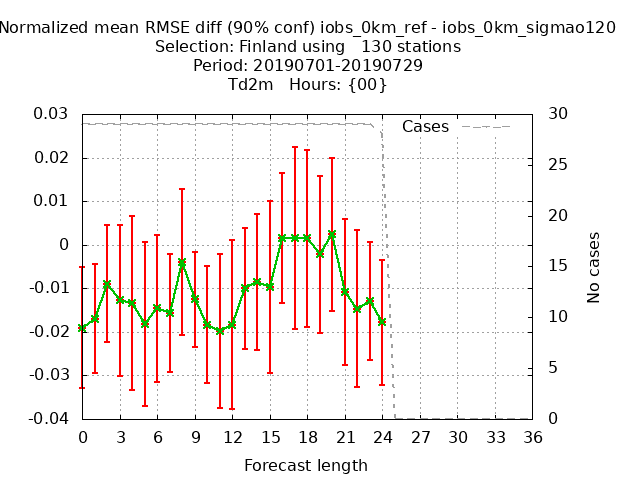 Normalized mean RMSE diff (90% conf) iobs_0km_ref - iobs_0km_sigmao120
Selection: Finland using 130 stations
Period: 20190701-20190729
Td2m Hours: {00}
Cases
0.03
0.02
0.01
0
-0.01
-0.02
-0.03
-0.04
30
25
20
15
10
5
0
No cases
0 3 6 9 12 15 18 21 24 27 30 33 36
Forecast length